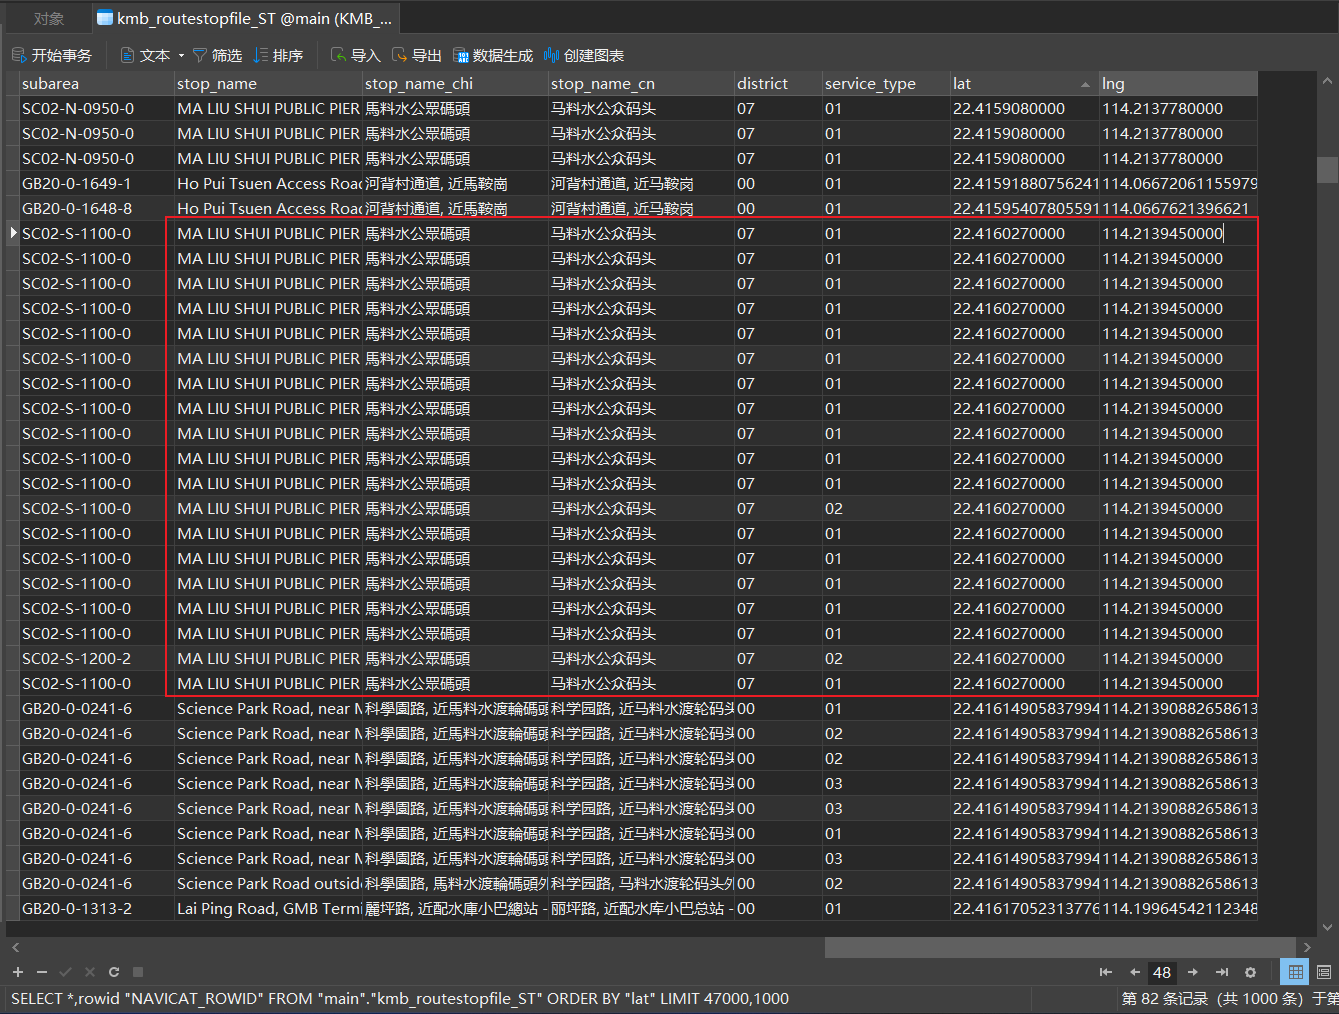 对象 kmb_routestopfile_ST @main (KMB_...
开始事务 文本 筛选 排序 导入 导出 数据生成 创建图表
subarea stop_name stop_name_chi stop_name_cn district service_type lat lng
SC02-N-0950-0 MA LIU SHUI PUBLIC PIER 馬料水公眾碼頭 马料水公众码头 07 01 22.4159080000 114.2137780000
SC02-N-0950-0 MA LIU SHUI PUBLIC PIER 馬料水公眾碼頭 马料水公众码头 07 01 22.4159080000 114.2137780000
SC02-N-0950-0 MA LIU SHUI PUBLIC PIER 馬料水公眾碼頭 马料水公众码头 07 01 22.4159080000 114.2137780000
GB20-0-1649-1 Ho Pui Tsuen Access Road 河背村通道, 近馬鞍崗 河背村通道, 近马鞍岗 00 01 22.41591880756241 114.06672061155979
GB20-0-1648-8 Ho Pui Tsuen Access Road 河背村通道, 近馬鞍崗 河背村通道, 近马鞍岗 00 01 22.41595407805591 114.0667621396621
SC02-S-1100-0 MA LIU SHUI PUBLIC PIER 馬料水公眾碼頭 马料水公众码头 07 01 22.4160270000 114.2139450000
SC02-S-1100-0 MA LIU SHUI PUBLIC PIER 馬料水公眾碼頭 马料水公众码头 07 01 22.4160270000 114.2139450000
SC02-S-1100-0 MA LIU SHUI PUBLIC PIER 馬料水公眾碼頭 马料水公众码头 07 01 22.4160270000 114.2139450000
SC02-S-1100-0 MA LIU SHUI PUBLIC PIER 馬料水公眾碼頭 马料水公众码头 07 01 22.4160270000 114.2139450000
SC02-S-1100-0 MA LIU SHUI PUBLIC PIER 馬料水公眾碼頭 马料水公众码头 07 01 22.4160270000 114.2139450000
SC02-S-1100-0 MA LIU SHUI PUBLIC PIER 馬料水公眾碼頭 马料水公众码头 07 01 22.4160270000 114.2139450000
SC02-S-1100-0 MA LIU SHUI PUBLIC PIER 馬料水公眾碼頭 马料水公众码头 07 01 22.4160270000 114.2139450000
SC02-S-1100-0 MA LIU SHUI PUBLIC PIER 馬料水公眾碼頭 马料水公众码头 07 01 22.4160270000 114.2139450000
SC02-S-1100-0 MA LIU SHUI PUBLIC PIER 馬料水公眾碼頭 马料水公众码头 07 01 22.4160270000 114.2139450000
SC02-S-1100-0 MA LIU SHUI PUBLIC PIER 馬料水公眾碼頭 马料水公众码头 07 01 22.4160270000 114.2139450000
SC02-S-1100-0 MA LIU SHUI PUBLIC PIER 馬料水公眾碼頭 马料水公众码头 07 01 22.4160270000 114.2139450000
SC02-S-1100-0 MA LIU SHUI PUBLIC PIER 馬料水公眾碼頭 马料水公众码头 07 02 22.4160270000 114.2139450000
SC02-S-1100-0 MA LIU SHUI PUBLIC PIER 馬料水公眾碼頭 马料水公众码头 07 01 22.4160270000 114.2139450000
SC02-S-1100-0 MA LIU SHUI PUBLIC PIER 馬料水公眾碼頭 马料水公众码头 07 01 22.4160270000 114.2139450000
SC02-S-1100-0 MA LIU SHUI PUBLIC PIER 馬料水公眾碼頭 马料水公众码头 07 01 22.4160270000 114.2139450000
SC02-S-1100-0 MA LIU SHUI PUBLIC PIER 馬料水公眾碼頭 马料水公众码头 07 01 22.4160270000 114.2139450000
SC02-S-1100-0 MA LIU SHUI PUBLIC PIER 馬料水公眾碼頭 马料水公众码头 07 01 22.4160270000 114.2139450000
SC02-S-1200-2 MA LIU SHUI PUBLIC PIER 馬料水公眾碼頭 马料水公众码头 07 02 22.4160270000 114.2139450000
SC02-S-1100-0 MA LIU SHUI PUBLIC PIER 馬料水公眾碼頭 马料水公众码头 07 01 22.4160270000 114.2139450000
GB20-0-0241-6 Science Park Road, near M 科學園路, 近馬料水渡輪碼頭 科学园路, 近马料水渡轮码头 00 01 22.41614905837994 114.21390882658613
GB20-0-0241-6 Science Park Road, near M 科學園路, 近馬料水渡輪碼頭 科学园路, 近马料水渡轮码头 00 02 22.41614905837994 114.21390882658613
GB20-0-0241-6 Science Park Road, near M 科學園路, 近馬料水渡輪碼頭 科学园路, 近马料水渡轮码头 00 02 22.41614905837994 114.21390882658613
GB20-0-0241-6 Science Park Road, near M 科學園路, 近馬料水渡輪碼頭 科学园路, 近马料水渡轮码头 00 03 22.41614905837994 114.21390882658613
GB20-0-0241-6 Science Park Road, near M 科學園路, 近馬料水渡輪碼頭 科学园路, 近马料水渡轮码头 00 03 22.41614905837994 114.21390882658613
GB20-0-0241-6 Science Park Road, near M 科學園路, 近馬料水渡輪碼頭 科学园路, 近马料水渡轮码头 00 01 22.41614905837994 114.21390882658613
GB20-0-0241-6 Science Park Road, near M 科學園路, 近馬料水渡輪碼頭 科学园路, 近马料水渡轮码头 00 03 22.41614905837994 114.21390882658613
GB20-0-0241-6 Science Park Road outside 科學園路, 馬料水渡輪碼頭外 科学园路, 马料水渡轮码头外 00 02 22.41614905837994 114.21390882658613
GB20-0-1313-2 Lai Ping Road, GMB Termi 麗坪路, 近配水庫小巴總站 - 丽坪路, 近配水库小巴总站 - 00 01 22.41617052313776 114.19964542112348
48
SELECT *,rowid "NAVICAT_ROWID" FROM "main"."kmb_routestopfile_ST" ORDER BY "lat" LIMIT 47000,1000 第 82 条记录 (共 1000 条) 于第